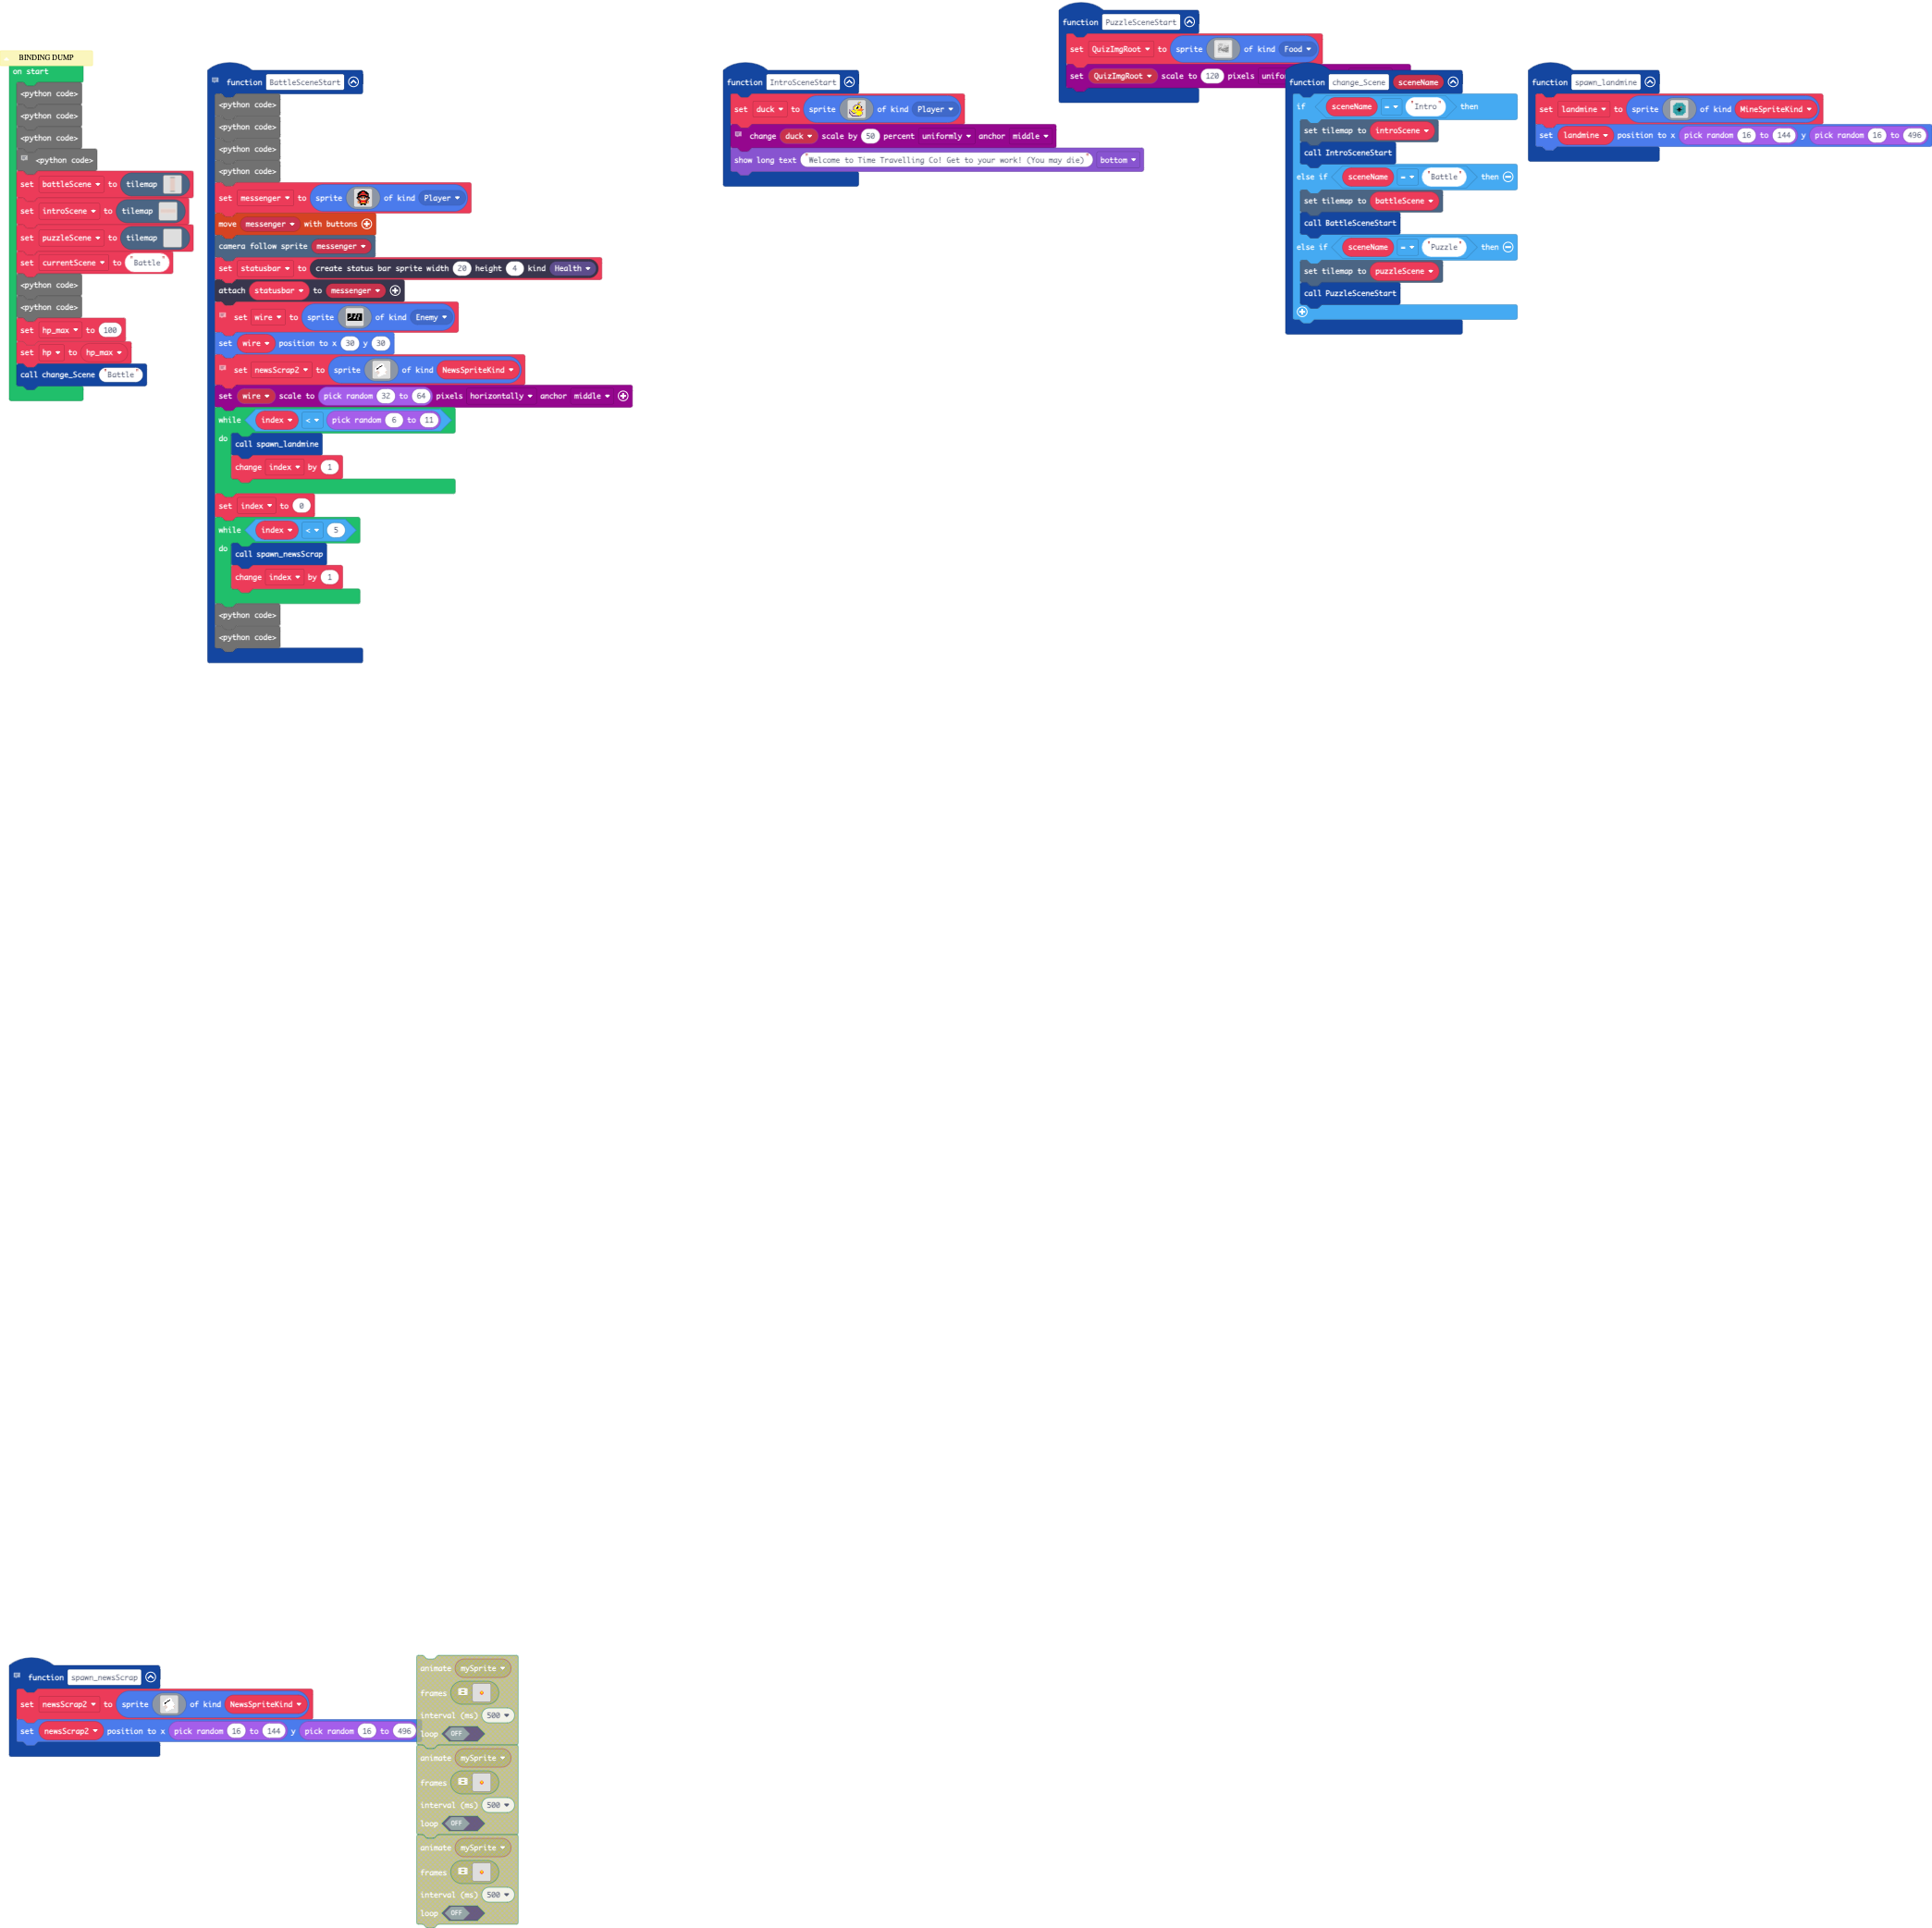 BINDING DUMP
on start
<python code>
<python code>
<python code>
<python code>
set battleScene to tilemap
set introScene to tilemap
set puzzleScene to tilemap
set currentScene to "Battle"
<python code>
<python code>
set hp_max to 100
set hp to hp_max
call change_Scene "Battle"
function BattleSceneStart
<python code>
<python code>
<python code>
<python code>
set messenger to sprite of kind Player
move messenger with buttons
camera follow sprite messenger
set statusbar to create status bar sprite width 20 height 4 kind Health
attach statusbar to messenger
set wire to sprite of kind Enemy
set wire position to x 30 y 30
set newsScrap2 to sprite of kind NewsSpriteKind
set wire scale to pick random 32 to 64 pixels horizontally anchor middle
while index < pick random 6 to 11
do
call spawn_landmine
change index by 1
set index to 0
while index < 5
do
call spawn_newsScrap
change index by 1
<python code>
<python code>
function IntroSceneStart
set duck to sprite of kind Player
change duck scale by 50 percent uniformly anchor middle
show long text "Welcome to Time Travelling Co! Get to your work! (You may die)" bottom
function PuzzleSceneStart
set QuizImgRoot to sprite of kind Food
set QuizImgRoot scale to 120 pixels unifo
function change_Scene sceneName
if sceneName = "Intro" then
set tilemap to introScene
call IntroSceneStart
else if sceneName = "Battle" then
set tilemap to battleScene
call BattleSceneStart
else if sceneName = "Puzzle" then
set tilemap to puzzleScene
call PuzzleSceneStart
function spawn_landmine
set landmine to sprite of kind MineSpriteKind
set landmine position to x pick random 16 to 144 y pick random 16 to 496
function spawn_newsScrap
set newsScrap2 to sprite of kind NewsSpriteKind
set newsScrap2 position to x pick random 16 to 144 y pick random 16 to 496
animate mySprite
frames
interval (ms) 500
loop OFF
animate mySprite
frames
interval (ms) 500
loop OFF
animate mySprite
frames
interval (ms) 500
loop OFF